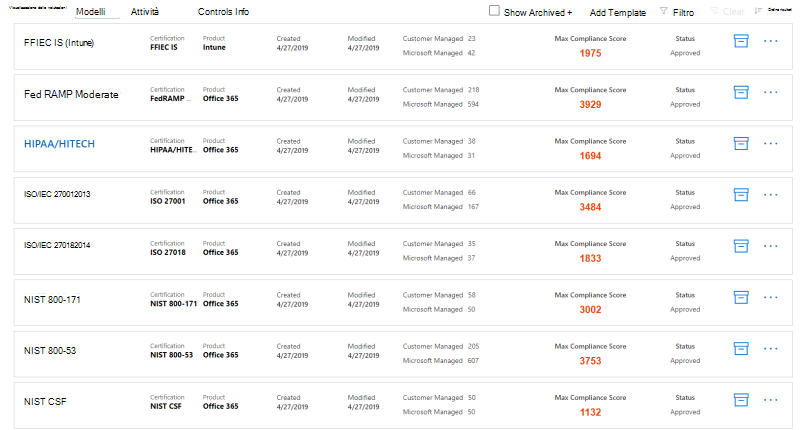 Modelli Attività Controls Info Show Archived + Add Template Filtro Clear
FFIEC IS (Intune) Certification FFIEC IS Product Intune Created 4/27/2019 Modified 4/27/2019 Customer Managed 23 Microsoft Managed 42 Max Compliance Score 1975 Status Approved
Fed RAMP Moderate Certification FedRAMP ... Product Office 365 Created 4/27/2019 Modified 4/27/2019 Customer Managed 218 Microsoft Managed 594 Max Compliance Score 3929 Status Approved
HIPAA/HITECH Certification HIPAA/HITE... Product Office 365 Created 4/27/2019 Modified 4/27/2019 Customer Managed 38 Microsoft Managed 31 Max Compliance Score 1694 Status Approved
ISO/IEC 270012013 Certification ISO 27001 Product Office 365 Created 4/27/2019 Modified 4/27/2019 Customer Managed 66 Microsoft Managed 167 Max Compliance Score 3484 Status Approved
ISO/IEC 270182014 Certification ISO 27018 Product Office 365 Created 4/27/2019 Modified 4/27/2019 Customer Managed 35 Microsoft Managed 37 Max Compliance Score 1833 Status Approved
NIST 800-171 Certification NIST 800-171 Product Office 365 Created 4/27/2019 Modified 4/27/2019 Customer Managed 58 Microsoft Managed 50 Max Compliance Score 3002 Status Approved
NIST 800-53 Certification NIST 800-53 Product Office 365 Created 4/27/2019 Modified 4/27/2019 Customer Managed 205 Microsoft Managed 607 Max Compliance Score 3753 Status Approved
NIST CSF Certification NIST CSF Product Office 365 Created 4/27/2019 Modified 4/27/2019 Customer Managed 50 Microsoft Managed 50 Max Compliance Score 1132 Status Approved